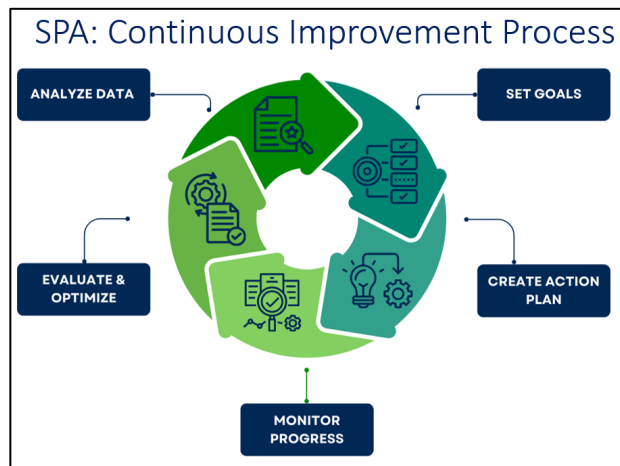 SPA: Continuous Improvement Process
ANALYZE DATA
SET GOALS
EVALUATE &
OPTIMIZE
CREATE ACTION
PLAN
MONITOR
PROGRESS